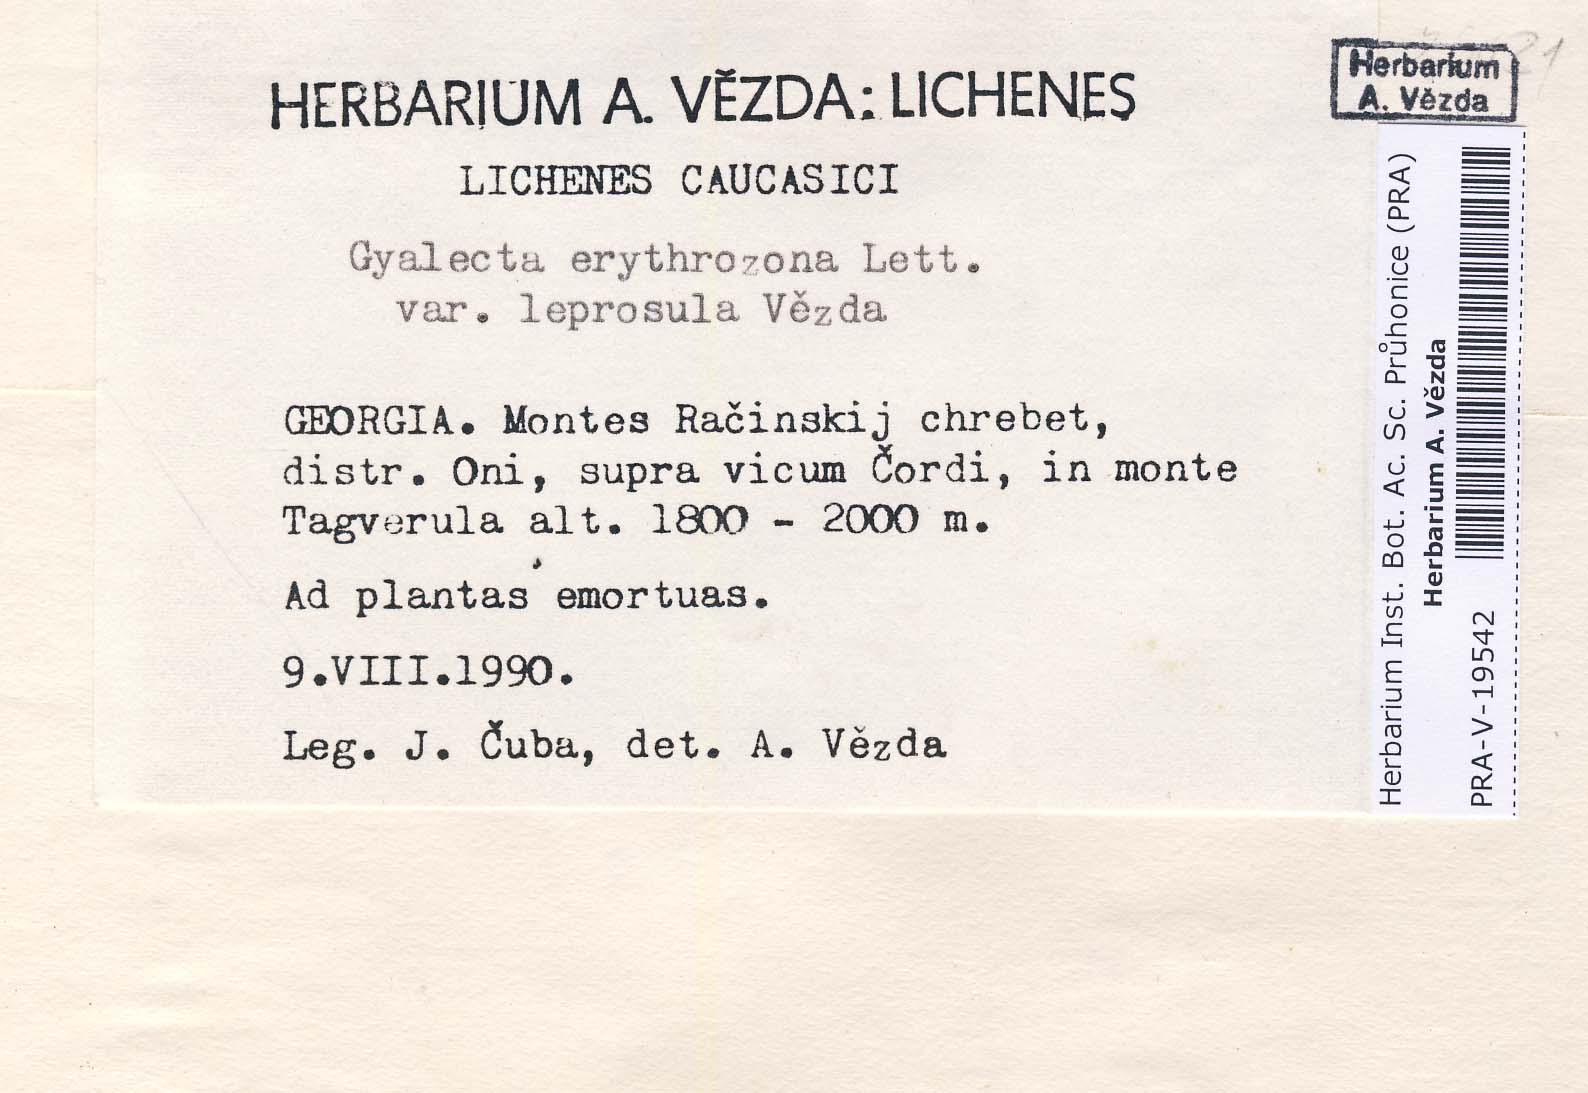 HERBARIUM A. VĚZDA: LICHENES
LICHENES CAUCASICI
Gyalecta erythrozona Lett.
var. leprosula Vězda
GEORGIA. Montes Račinskij chrebet,
distr. Oni, supra vicum Čordi, in monte
Tagverula alt. 1800 - 2000 m.
Ad plantas emortuas.
9.VIII.1990.
Leg. J. Čuba, det. A. Vězda
Herbarium
A. Vězda
Herbarium Inst. Bot. Ac. Sc. Průhonice (PRA)
Herbarium A. Vězda
PRA-V-19542